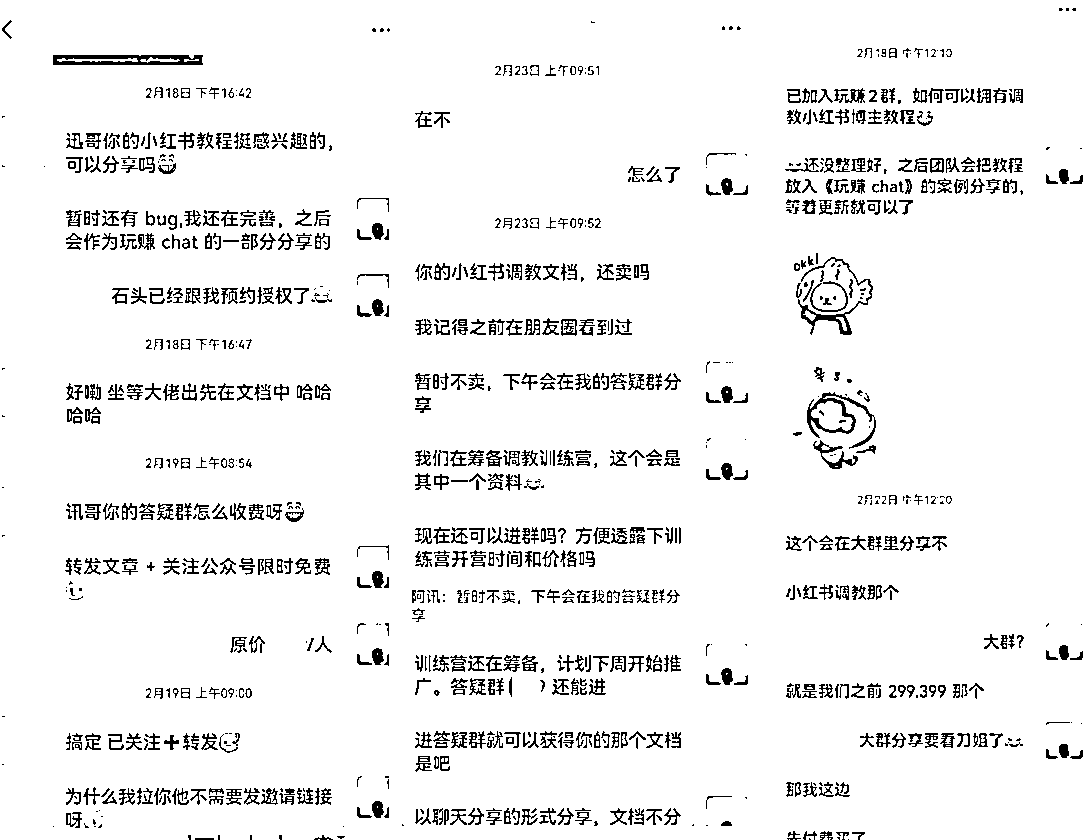 2月18日 下午16:42
迅哥你的小红书教程挺感兴趣的，
可以分享吗
暂时还有 bug,我还在完善，之后
会作为玩赚 chat 的一部分分享的
石头已经跟我预约授权了
2月18日 下午16:47
好嘞 坐等大佬出先在文档中 哈哈
哈哈
2月19日 上午08:54
讯哥你的答疑群怎么收费呀
转发文章 + 关注公众号限时免费
原价 /人
2月19日 上午09:00
搞定 已关注+转发
为什么我拉你他不需要发邀请链接
呀
2月23日 上午09:51
在不
怎么了
2月23日 上午09:52
你的小红书调教文档，还卖吗
我记得之前在朋友圈看到过
暂时不卖，下午会在我的答疑群分
享
我们在筹备调教训练营，这个会是
其中一个资料
现在还可以进群吗？方便透露下训
练营开营时间和价格吗
阿讯：暂时不卖，下午会在我的答疑群分
享
训练营还在筹备，计划下周开始推
广。答疑群( ) 还能进
进答疑群就可以获得你的那个文档
是吧
以聊天分享的形式分享，文档不分
2月18日 中午12:10
已加入玩赚2群，如何可以拥有调
教小红书博主教程
还没整理好，之后团队会把教程
放入《玩赚 chat》的案例分享的，
等着更新就可以了
okk!
2月22日 中午12:20
这个会在大群里分享不
小红书调教那个
大群?
就是我们之前 299.399 那个
大群分享要看刀姐了
那我这边
先付费买了